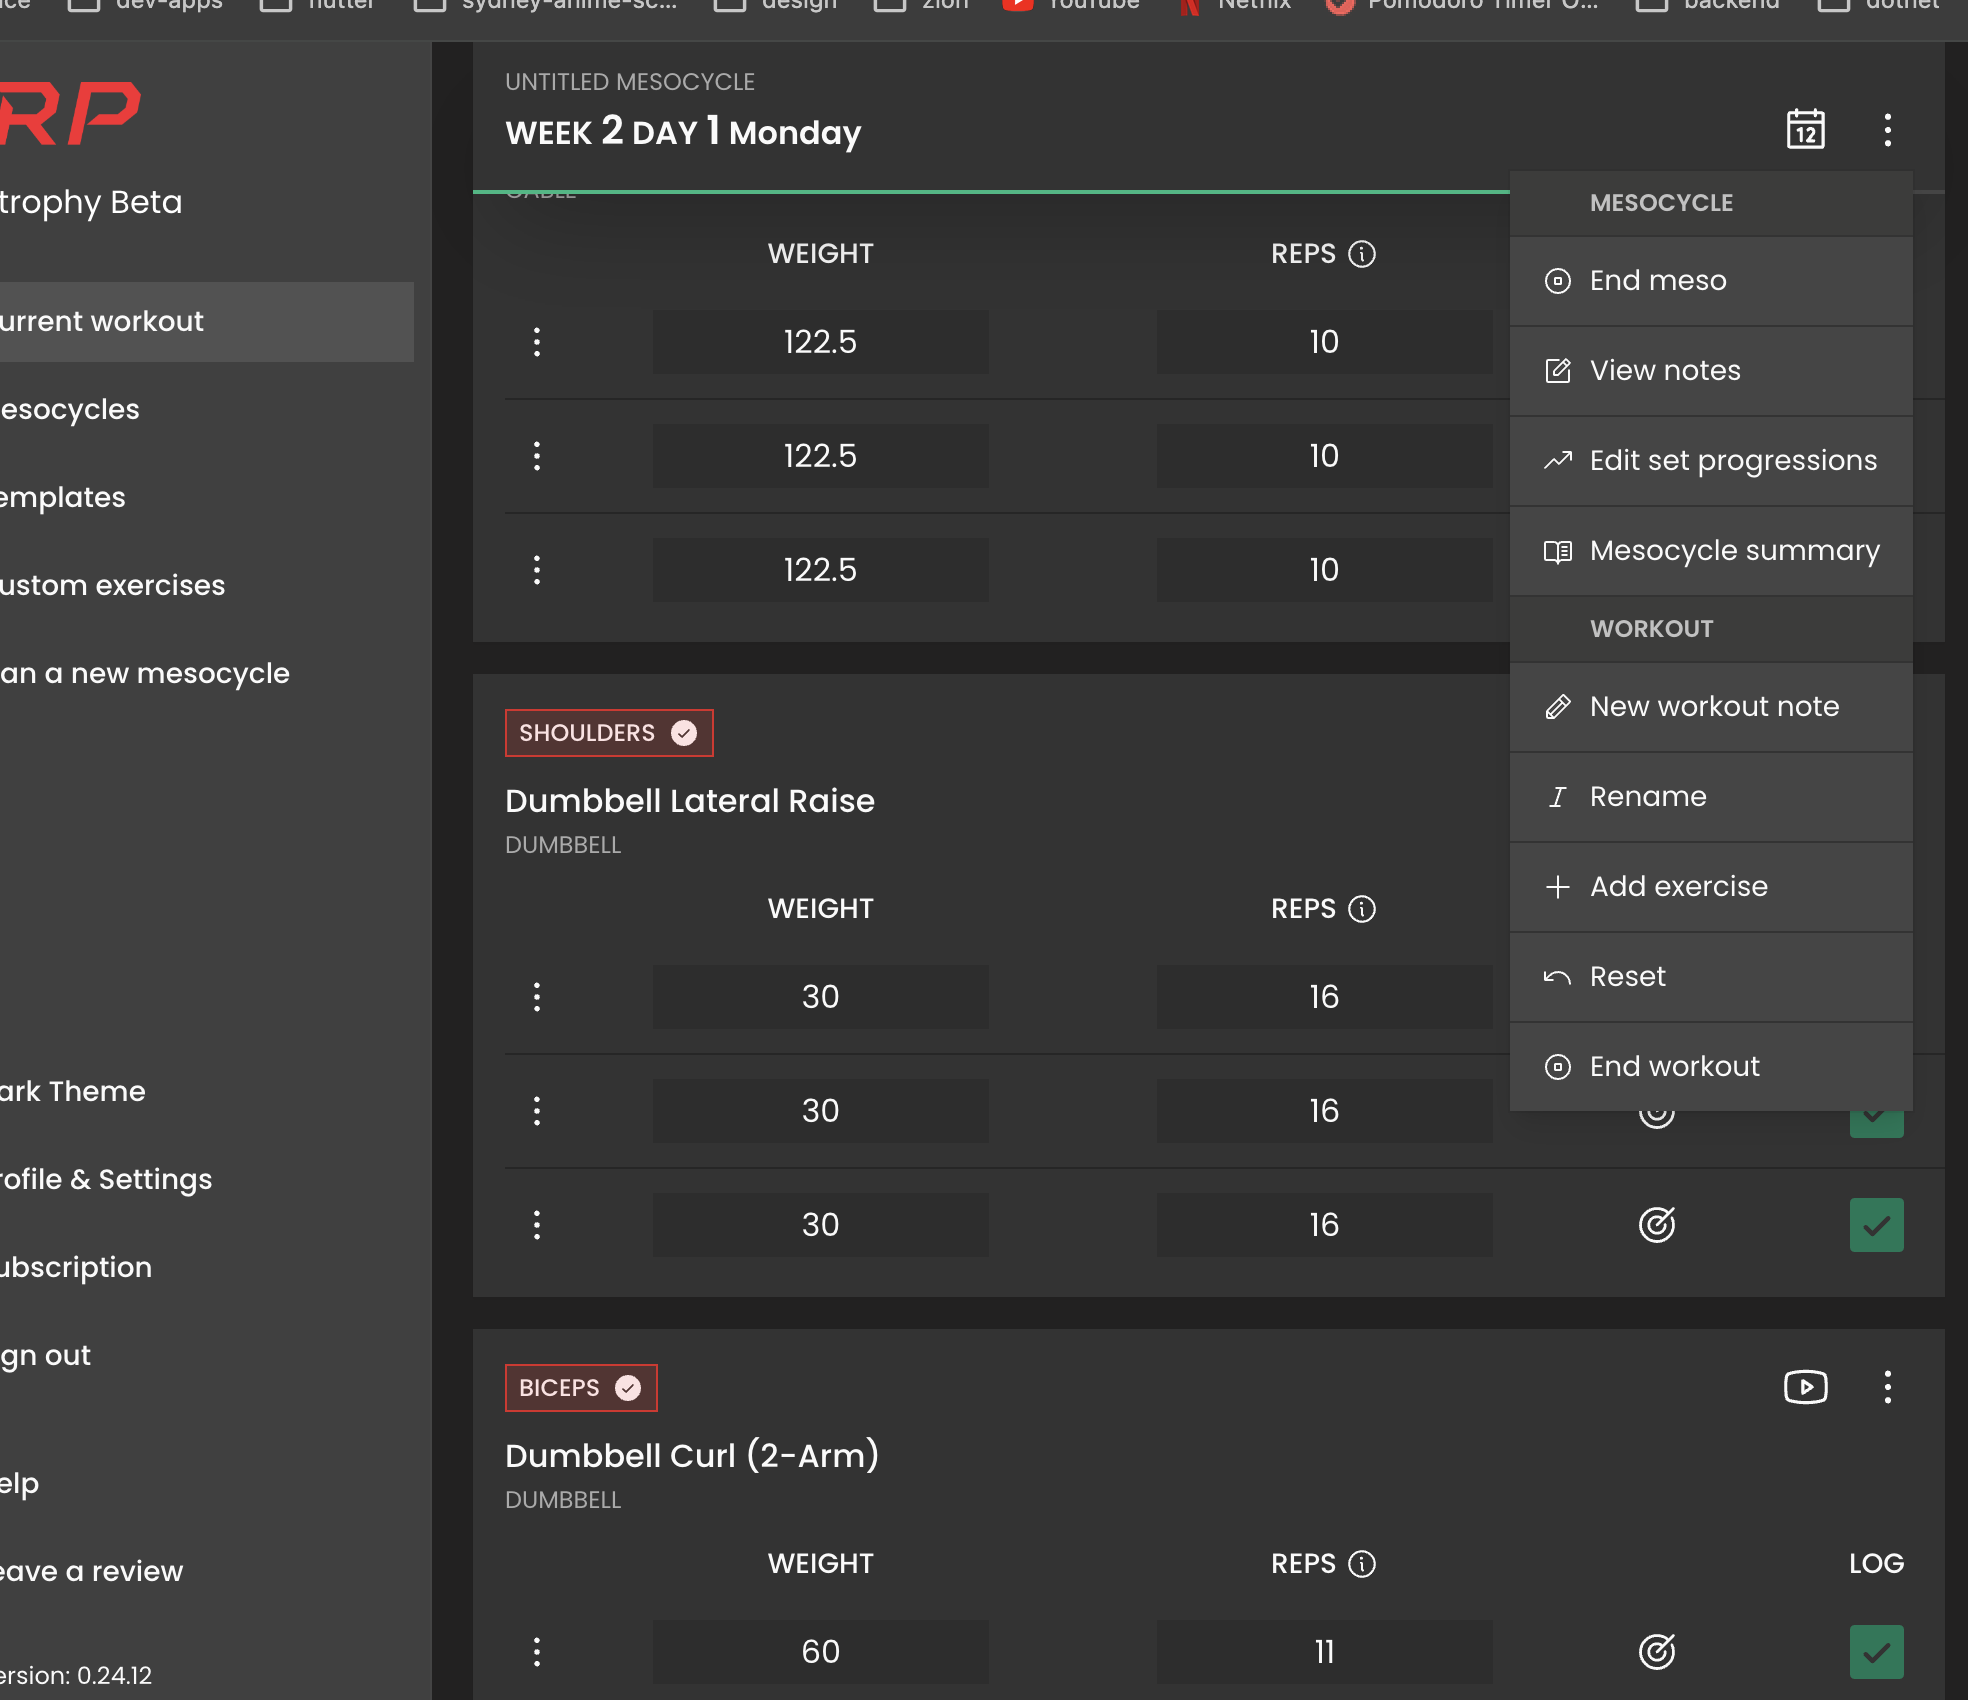 dev-apps
flutter
sydney-anime-sc...
design
zion
YouTube
Netflix
Pomodoro Timer O...
backend
dotnet
RP
trophy Beta
urrent workout
esocycles
emplates
ustom exercises
an a new mesocycle
ark Theme
rofile & Settings
ubscription
gn out
elp
eave a review
ersion: 0.24.12
UNTITLED MESOCYCLE
WEEK 2 DAY 1 Monday
12
CABLE
WEIGHT REPS
122.5 10
122.5 10
122.5 10
SHOULDERS
Dumbbell Lateral Raise
DUMBBELL
WEIGHT REPS
30 16
30 16
30 16
BICEPS
Dumbbell Curl (2-Arm)
DUMBBELL
WEIGHT REPS LOG
60 11
MESOCYCLE
End meso
View notes
Edit set progressions
Mesocycle summary
WORKOUT
New workout note
Rename
Add exercise
Reset
End workout